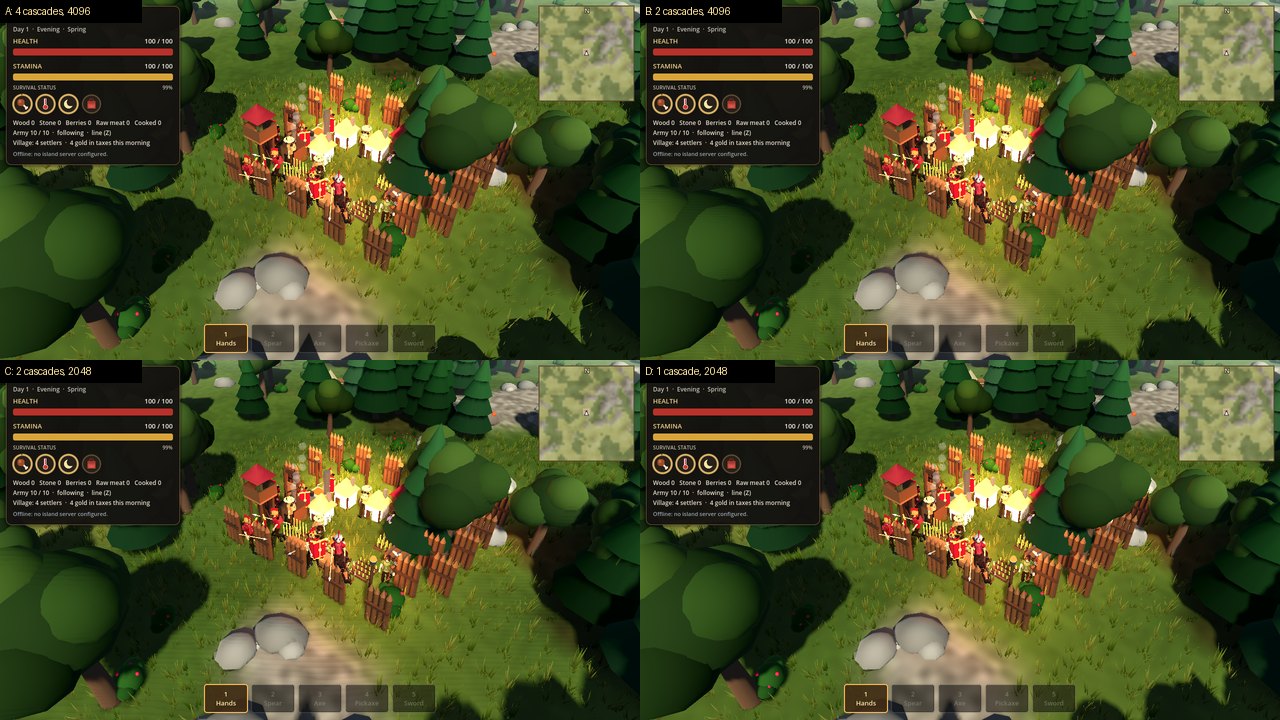 A: 4 cascades, 4096
Day 1 · Evening · Spring
HEALTH 100 / 100
STAMINA 100 / 100
SURVIVAL STATUS 99%
Wood 0 Stone 0 Berries 0 Raw meat 0 Cooked 0
Army 10 / 10 · following · line (Z)
Village: 4 settlers · 4 gold in taxes this morning
Offline: no island server configured.
N
1 2 3 4 5
Hands Spear Axe Pickaxe Sword
B: 2 cascades, 4096
Day 1 · Evening · Spring
HEALTH 100 / 100
STAMINA 100 / 100
SURVIVAL STATUS 99%
Wood 0 Stone 0 Berries 0 Raw meat 0 Cooked 0
Army 10 / 10 · following · line (Z)
Village: 4 settlers · 4 gold in taxes this morning
Offline: no island server configured.
N
1 2 3 4 5
Hands Spear Axe Pickaxe Sword
C: 2 cascades, 2048
Day 1 · Evening · Spring
HEALTH 100 / 100
STAMINA 100 / 100
SURVIVAL STATUS 99%
Wood 0 Stone 0 Berries 0 Raw meat 0 Cooked 0
Army 10 / 10 · following · line (Z)
Village: 4 settlers · 4 gold in taxes this morning
Offline: no island server configured.
N
1 2 3 4 5
Hands Spear Axe Pickaxe Sword
D: 1 cascade, 2048
Day 1 · Evening · Spring
HEALTH 100 / 100
STAMINA 100 / 100
SURVIVAL STATUS 99%
Wood 0 Stone 0 Berries 0 Raw meat 0 Cooked 0
Army 10 / 10 · following · line (Z)
Village: 4 settlers · 4 gold in taxes this morning
Offline: no island server configured.
N
1 2 3 4 5
Hands Spear Axe Pickaxe Sword